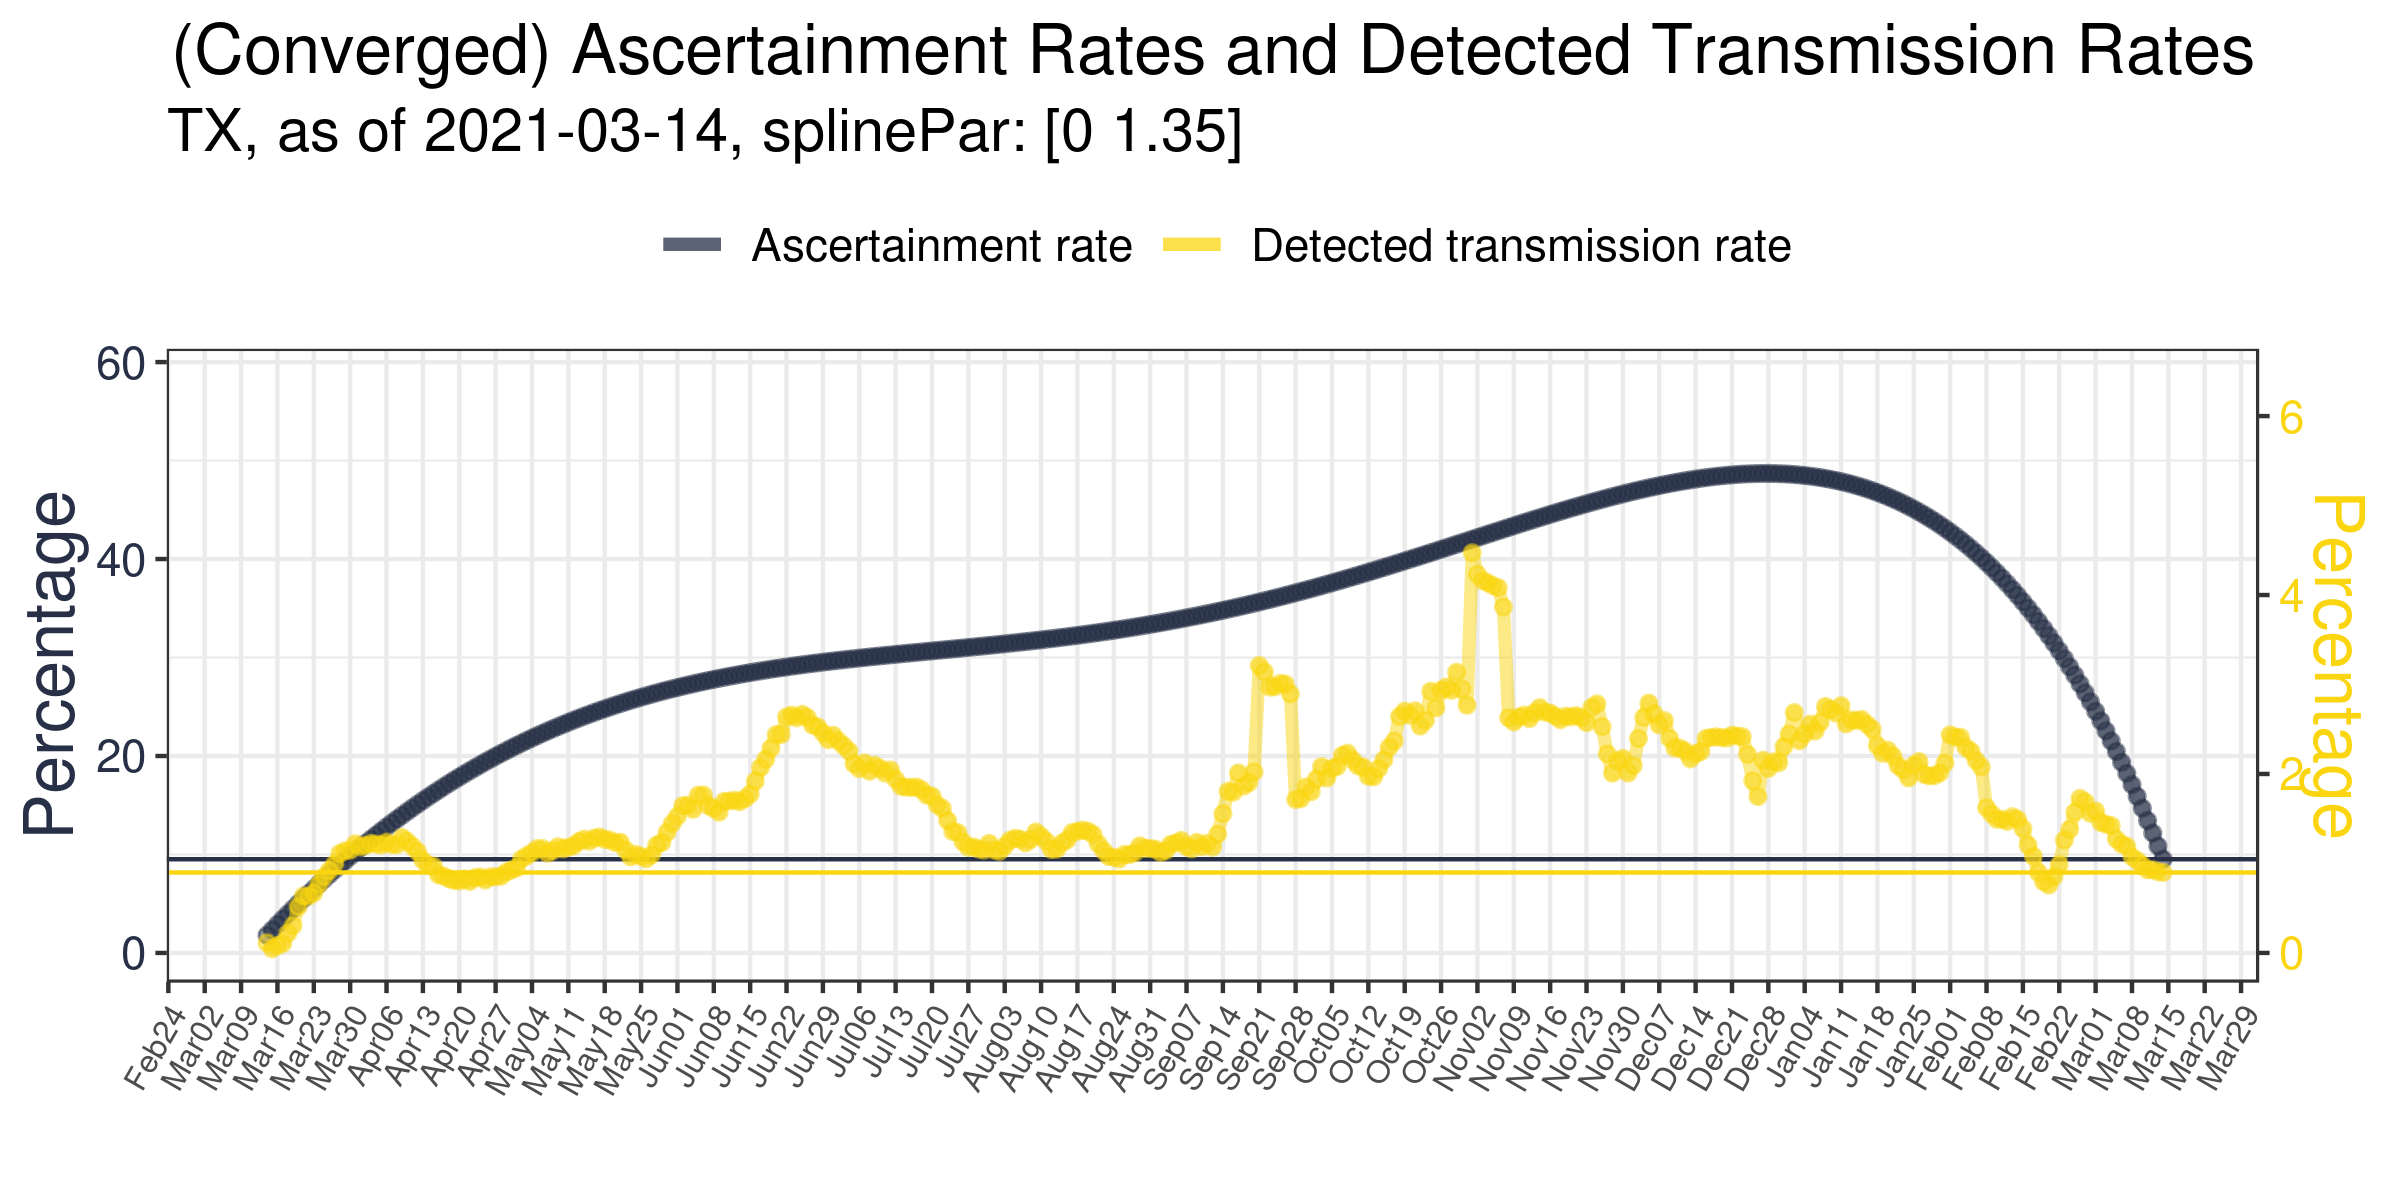 (Converged) Ascertainment Rates and Detected Transmission Rates
TX, as of 2021-03-14, splinePar: [0 1.35]
Ascertainment rate Detected transmission rate
Percentage
60
40
20
0
6
4
2
0
Percentage
Feb24 Mar02 Mar09 Mar16 Mar23 Mar30 Apr06 Apr13 Apr20 Apr27 May04 May11 May18 May25 Jun01 Jun08 Jun15 Jun22 Jun29 Jul06 Jul13 Jul20 Jul27 Aug03 Aug10 Aug17 Aug24 Aug31 Sep07 Sep14 Sep21 Sep28 Oct05 Oct12 Oct19 Oct26 Nov02 Nov09 Nov16 Nov23 Nov30 Dec07 Dec14 Dec21 Dec28 Jan04 Jan11 Jan18 Jan25 Feb01 Feb08 Feb15 Feb22 Mar01 Mar08 Mar15 Mar22 Mar29